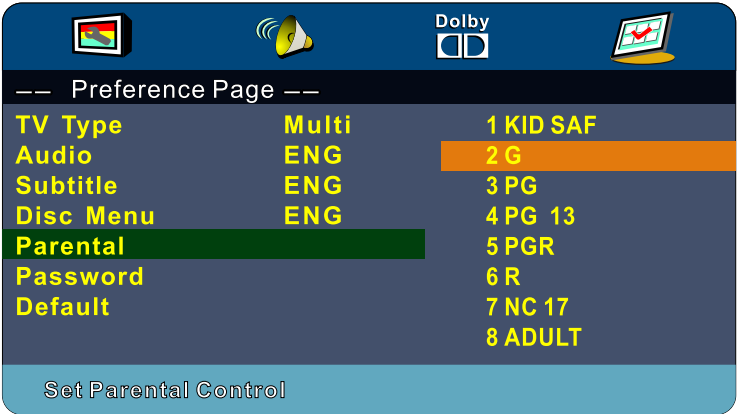 Dolby
-- Preference Page --
TV Type Multi 1 KID SAF
Audio ENG 2 G
Subtitle ENG 3 PG
Disc Menu ENG 4 PG 13
Parental 5 PGR
Password 6 R
Default 7 NC 17
8 ADULT
Set Parental Control